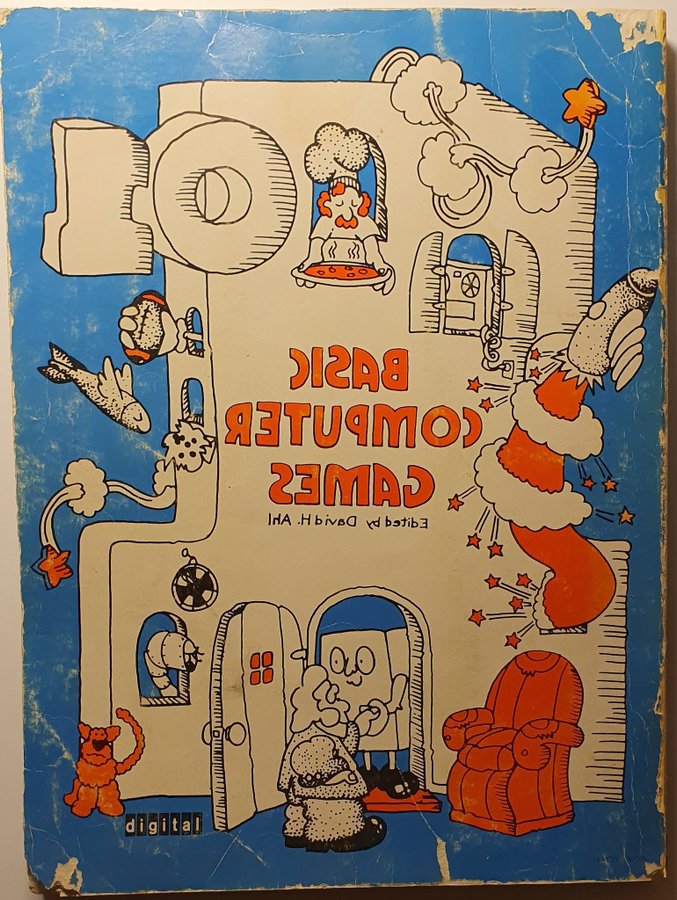 BASIC
COMPUTER
GAMES
Edited by David H. Ahl
digital